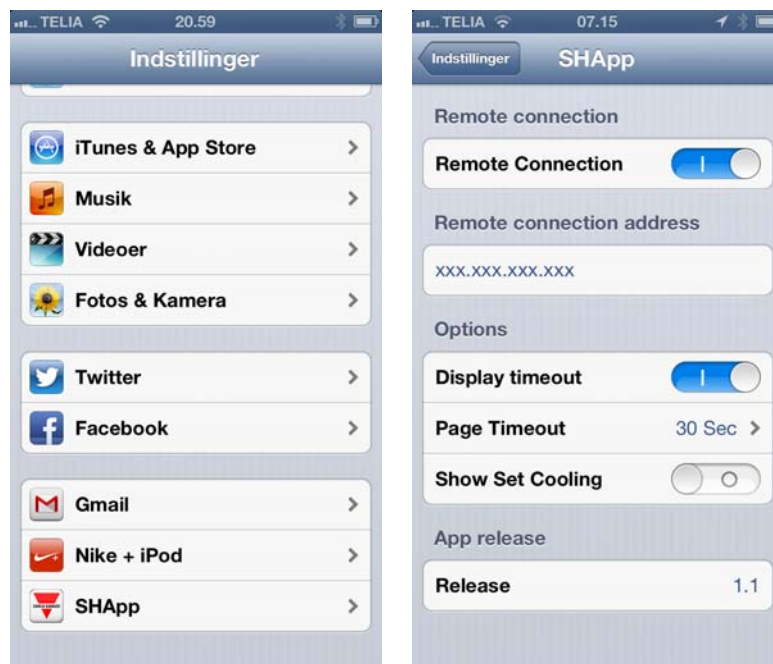 TELIA 20.59
Indstillinger
iTunes & App Store
Musik
Videoer
Fotos & Kamera
Twitter
Facebook
Gmail
Nike + iPod
SHApp
TELIA 07.15
Indstillinger SHApp
Remote connection
Remote Connection
Remote connection address
xxx.xxx.xxx.xxx
Options
Display timeout
Page Timeout 30 Sec
Show Set Cooling
App release
Release 1.1